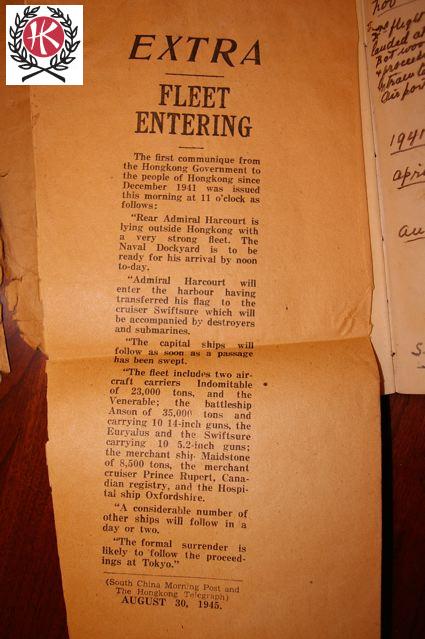 HK
EXTRA
FLEET
ENTERING
The first communique from
the Hongkong Government to
the people of Hongkong since
December 1941 was issued
this morning at 11 o'clock as
follows:
"Rear Admiral Harcourt is
lying outside Hongkong with
a very strong fleet. The
Naval Dockyard is to be
ready for his arrival by noon
to-day.
"Admiral Harcourt will
enter the harbour having
transferred his flag to the
cruiser Swiftsure which will
be accompanied by destroyers
and submarines.
"The capital ships will
follow as soon as a passage
has been swept.
"The fleet includes two air-
craft carriers Indomitable
of 23,000 tons, and the
Venerable; the battleship
Anson of 35,000 tons and
carrying 10 14-inch guns, the
Euryalus and the Swiftsure
carrying 10 5.2-inch guns;
the merchant ship Maidstone
of 8,500 tons, the merchant
cruiser Prince Rupert, Cana-
dian registry, and the Hospi-
tal ship Oxfordshire.
"A considerable number of
other ships will follow in a
day or two.
"The formal surrender is
likely to follow the proceed-
ings at Tokyo."
(South China Morning Post and
The Hongkong Telegraph)
AUGUST 30, 1945.
nov
flight
landed at
Airport
1941
apri
au
S